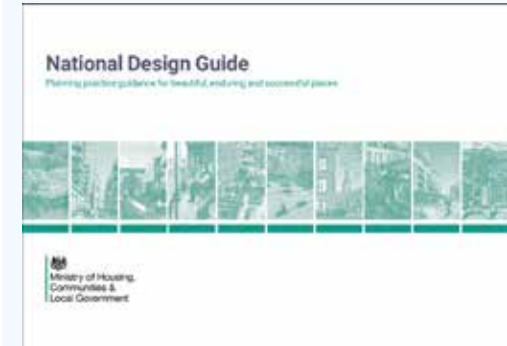 National Design Guide
Planning practice guidance for beautiful, enduring and successful places
Ministry of Housing,
Communities &
Local Government